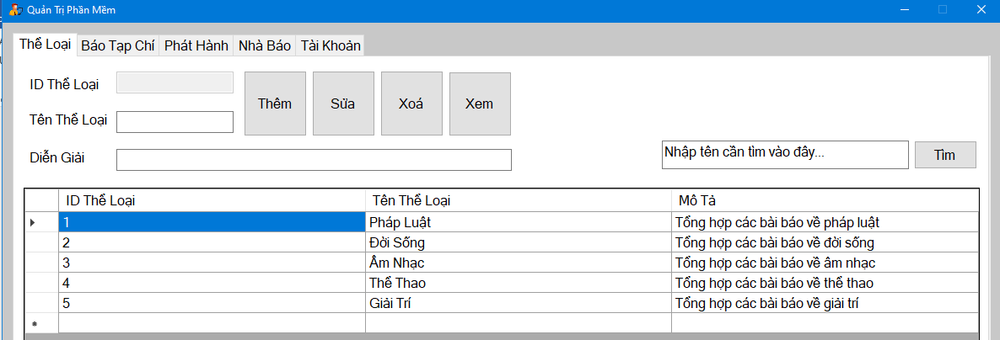 Quản Trị Phần Mềm
Thể Loại Báo Tạp Chí Phát Hành Nhà Báo Tài Khoản
ID Thể Loại
Thêm Sửa Xoá Xem
Tên Thể Loại
Diễn Giải
Nhập tên cần tìm vào đây... Tìm
ID Thể Loại Tên Thể Loại Mô Tả
1 Pháp Luật Tổng hợp các bài báo về pháp luật
2 Đời Sống Tổng hợp các bài báo về đời sống
3 Âm Nhạc Tổng hợp các bài báo về âm nhạc
4 Thể Thao Tổng hợp các bài báo về thể thao
5 Giải Trí Tổng hợp các bài báo về giải trí